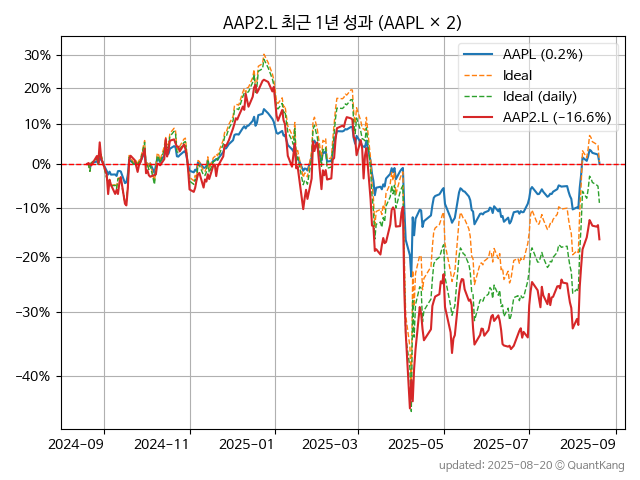 AAP2.L 최근 1년 성과 (AAPL × 2)
AAPL (0.2%)
Ideal
Ideal (daily)
AAP2.L (−16.6%)
30%
20%
10%
0%
−10%
−20%
−30%
−40%
2024-09 2024-11 2025-01 2025-03 2025-05 2025-07 2025-09
updated: 2025-08-20 © QuantKang